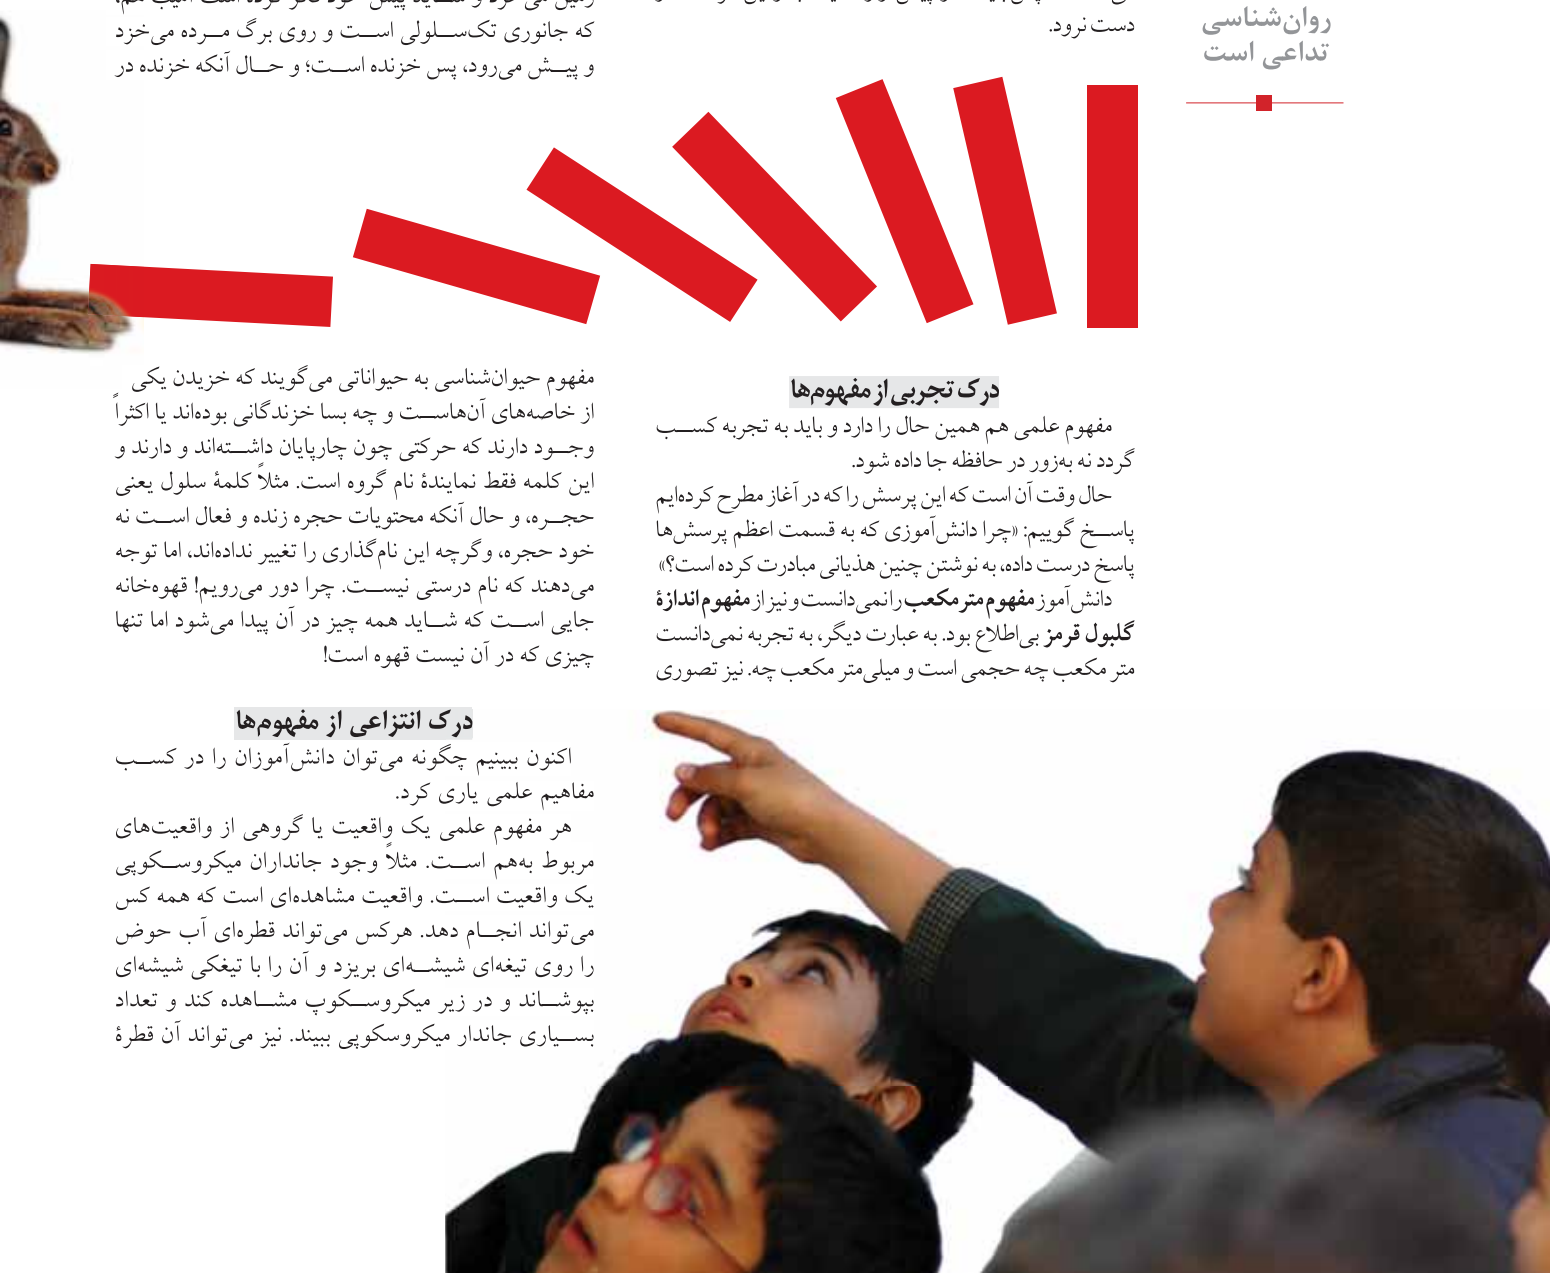 روان‌شناسی
تداعی است
دست نرود.
درک تجربی از مفهوم‌ها
مفهوم علمی هم همین حال را دارد و باید به تجربه کسب
گردد نه به‌زور در حافظه جا داده شود.
حال وقت آن است که این پرسش را که در آغاز مطرح کرده‌ایم
پاسخ گوییم: «چرا دانش‌آموزی که به قسمت اعظم پرسش‌ها
پاسخ درست داده، به نوشتن چنین هذیانی مبادرت کرده است؟»
دانش‌آموز مفهوم متر مکعب را نمی‌دانست و نیز از مفهوم اندازۀ
گلبول قرمز بی‌اطلاع بود. به عبارت دیگر، به تجربه نمی‌دانست
متر مکعب چه حجمی است و میلی‌متر مکعب چه. نیز تصوری
که جانوری تک‌سلولی است و روی برگ مرده می‌خزد
و پیش می‌رود، پس خزنده است؛ و حال آنکه خزنده در
مفهوم حیوان‌شناسی به حیواناتی می‌گویند که خزیدن یکی
از خاصه‌های آن‌هاست و چه بسا خزندگانی بوده‌اند یا اکثراً
وجود دارند که حرکتی چون چارپایان داشته‌اند و دارند و
این کلمه فقط نمایندۀ نام گروه است. مثلاً کلمۀ سلول یعنی
حجره، و حال آنکه محتویات حجره زنده و فعال است نه
خود حجره، وگرچه این نام‌گذاری را تغییر نداده‌اند، اما توجه
می‌دهند که نام درستی نیست. چرا دور می‌رویم! قهوه‌خانه
جایی است که شاید همه چیز در آن پیدا می‌شود اما تنها
چیزی که در آن نیست قهوه است!
درک انتزاعی از مفهوم‌ها
اکنون ببینیم چگونه می‌توان دانش‌آموزان را در کسب
مفاهیم علمی یاری کرد.
هر مفهوم علمی یک واقعیت یا گروهی از واقعیت‌های
مربوط به‌هم است. مثلاً وجود جانداران میکروسکوپی
یک واقعیت است. واقعیت مشاهده‌ای است که همه کس
می‌تواند انجام دهد. هرکس می‌تواند قطره‌ای آب حوض
را روی تیغه‌ای شیشه‌ای بریزد و آن را با تیغکی شیشه‌ای
بپوشاند و در زیر میکروسکوپ مشاهده کند و تعداد
بسیاری جاندار میکروسکوپی ببیند. نیز می‌تواند آن قطرۀ